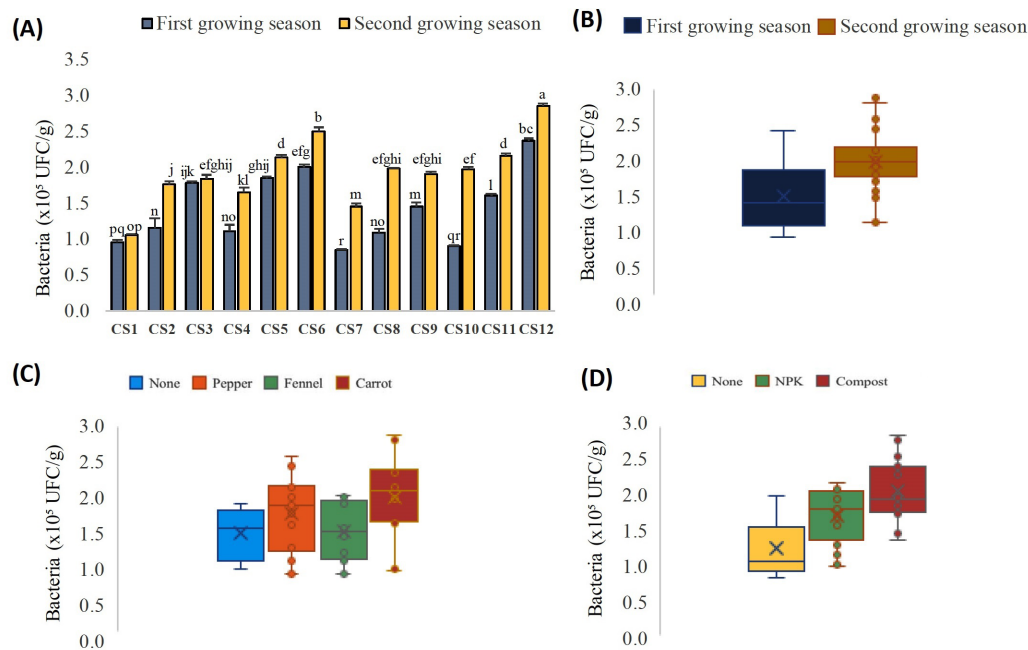 (A)
First growing season Second growing season
Bacteria (x10⁵ UFC/g)
3.5
3.0
2.5
2.0
1.5
1.0
0.5
0.0
pq op n j ijk efghij no kl ghij d efg b r m no efghi m efghi qr ef l d bc a
CS1 CS2 CS3 CS4 CS5 CS6 CS7 CS8 CS9 CS10 CS11 CS12
(B)
First growing season Second growing season
Bacteria (x10⁵ UFC/g)
3.0
2.5
2.0
1.5
1.0
0.5
0.0
(C)
None Pepper Fennel Carrot
Bacteria (x10⁵ UFC/g)
3.0
2.5
2.0
1.5
1.0
0.5
0.0
(D)
None NPK Compost
Bacteria (x10⁵ UFC/g)
3.0
2.5
2.0
1.5
1.0
0.5
0.0